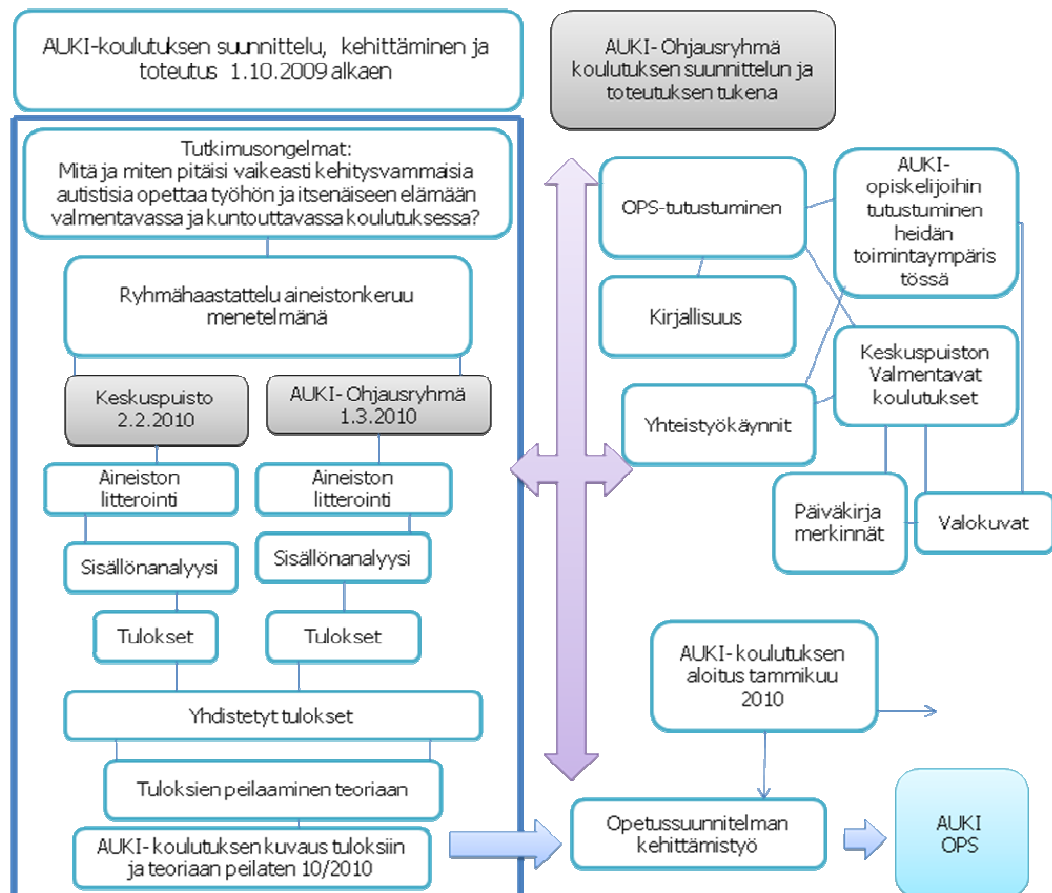 AUKI-koulutuksen suunnittelu, kehittäminen ja
toteutus 1.10.2009 alkaen
AUKI- Ohjausryhmä
koulutuksen suunnittelun ja
toteutuksen tukena
Tutkimusongelmat:
Mitä ja miten pitäisi vaikeasti kehitysvammaisia
autistisia opettaa työhön ja itsenäiseen elämään
valmentavassa ja kuntouttavassa koulutuksessa?
Ryhmähaastattelu aineistonkeruu
menetelmänä
Keskuspuisto
2.2.2010
AUKI- Ohjausryhmä
1.3.2010
Aineiston
litterointi
Aineiston
litterointi
Sisällönanalyysi
Sisällönanalyysi
Tulokset
Tulokset
Yhdistetyt tulokset
Tuloksien peilaaminen teoriaan
AUKI- koulutuksen kuvaus tuloksiin
ja teoriaan peilaten 10/2010
OPS-tutustuminen
AUKI-
opiskelijoihin
tutustuminen
heidän
toimintaympäris
tössä
Kirjallisuus
Keskuspuiston
Valmentavat
koulutukset
Yhteistyökäynnit
Päiväkirja
merkinnät
Valokuvat
AUKI- koulutuksen
aloitus tammikuu
2010
Opetussuunnitelman
kehittämistyö
AUKI
OPS